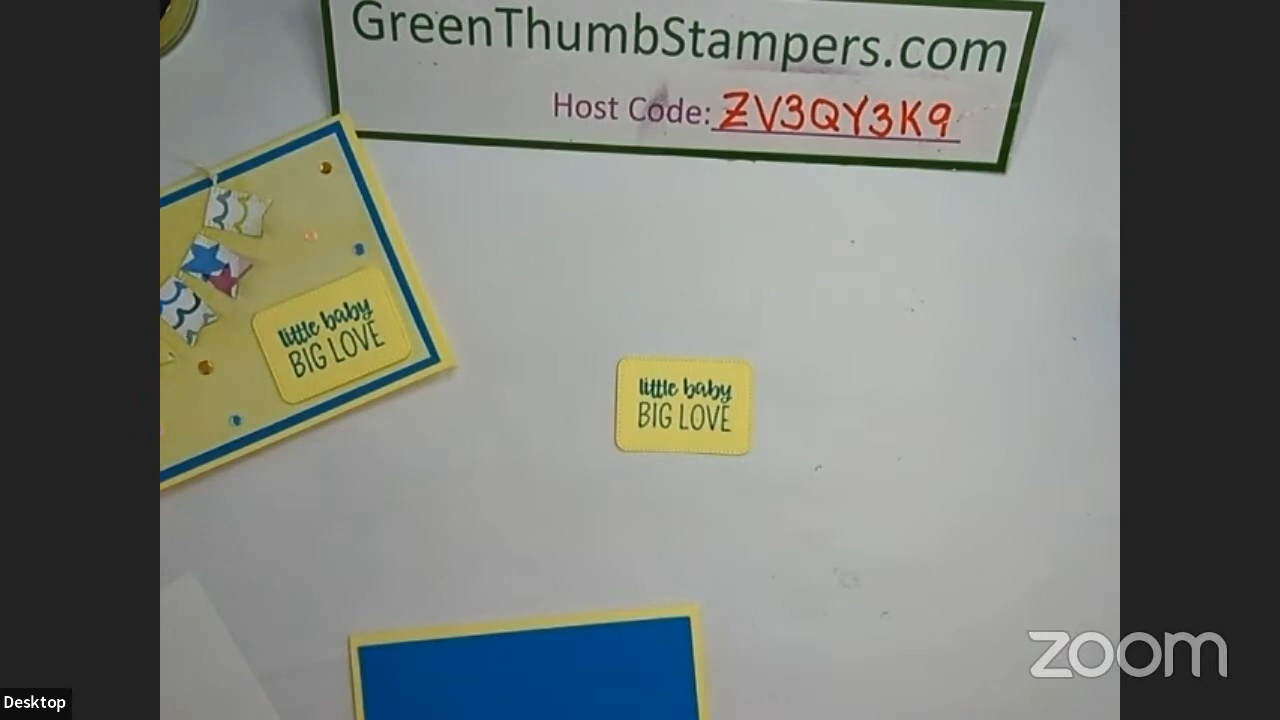 GreenThumbStampers.com
Host Code: ZV3QY3K9
little baby
BIG LOVE
little baby
BIG LOVE
zoom
Desktop